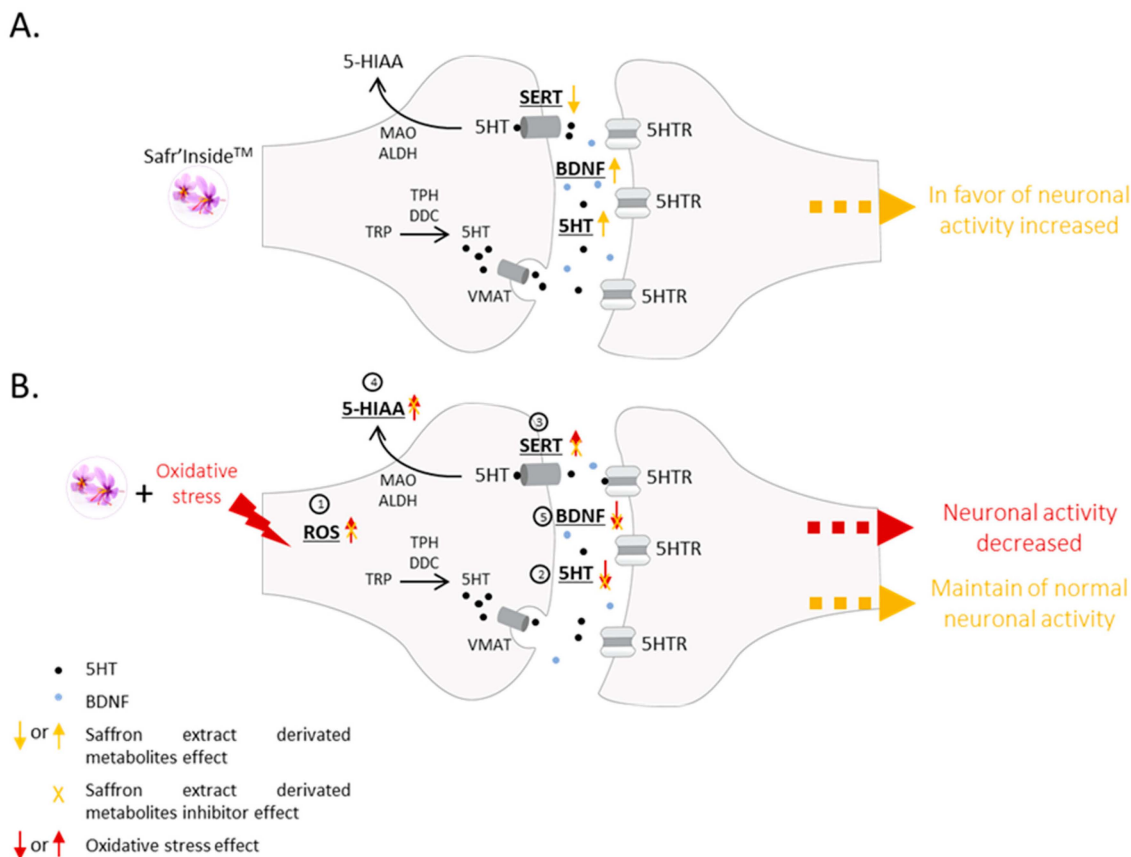 A.
5-HIAA
SERT
5HT
5HTR
MAO
ALDH
Safr'Inside™
BDNF
TPH
DDC
5HTR
TRP
5HT
5HT
VMAT
5HTR
In favor of neuronal
activity increased
B.
4
5-HIAA
3
SERT
Oxidative
stress
+
5HT
5HTR
MAO
ALDH
1
ROS
5 BDNF
TPH
DDC
5HTR
2 5HT
TRP
5HT
VMAT
5HTR
Neuronal activity
decreased
Maintain of normal
neuronal activity
5HT
BDNF
or Saffron extract derivated
metabolites effect
X Saffron extract derivated
metabolites inhibitor effect
or Oxidative stress effect